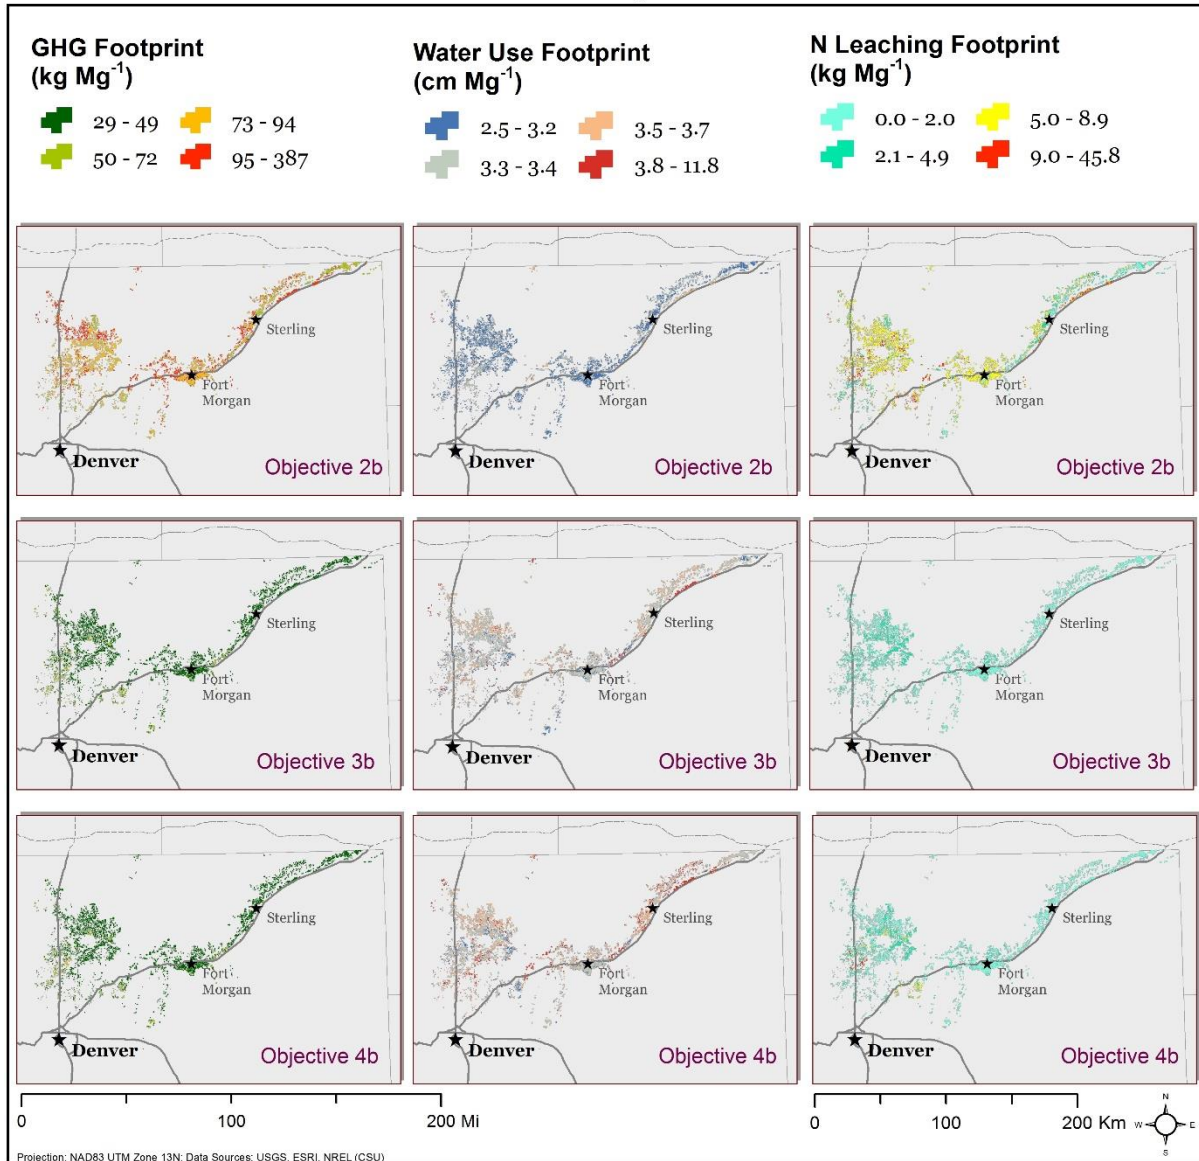 GHG Footprint
(kg Mg⁻¹)
29 - 49
73 - 94
50 - 72
95 - 387
Water Use Footprint
(cm Mg⁻¹)
2.5 - 3.2
3.5 - 3.7
3.3 - 3.4
3.8 - 11.8
N Leaching Footprint
(kg Mg⁻¹)
0.0 - 2.0
5.0 - 8.9
2.1 - 4.9
9.0 - 45.8
Sterling
Fort
Morgan
Denver
Objective 2b
Sterling
Fort
Morgan
Denver
Objective 2b
Sterling
Fort
Morgan
Denver
Objective 2b
Sterling
Fort
Morgan
Denver
Objective 3b
Sterling
Fort
Morgan
Denver
Objective 3b
Sterling
Fort
Morgan
Denver
Objective 3b
Sterling
Fort
Morgan
Denver
Objective 4b
Sterling
Fort
Morgan
Denver
Objective 4b
Sterling
Fort
Morgan
Denver
Objective 4b
0 100 200 Mi
0 100 200 Km
N
W E
S
Projection: NAD83 UTM Zone 13N; Data Sources: USGS, ESRI, NREL (CSU)